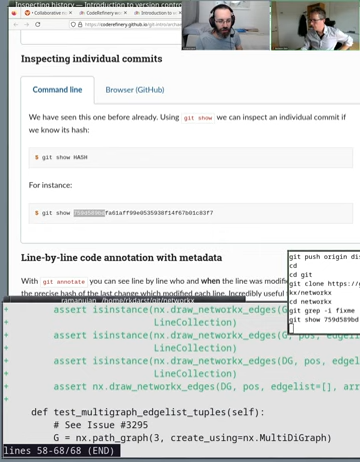 Inspecting history — Introduction to version contro
Collaborative
CodeRefinery
Introduction to
https://coderefinery.github.io/git-intro/archae
Inspecting individual commits
Command line
Browser (GitHub)
We have seen this one before already. Using git show we can inspect an individual commit if
we know its hash:
$ git show HASH
For instance:
$ git show 759d589bdfa61aff99e0535938f14f67b01c83f7
Line-by-line code annotation with metadata
With git annotate you can see line by line who and when the line was modif
the precise hash of the last change which modified each line. Incredibly useful
git push origin dis
cd
cd git
git clone https://g
kx/networkx
cd networkx
git grep -i fixme
git show 759d589bd
ramanujan /home/rkdarst/git/networkx
+ assert isinstance(nx.draw_networkx_edges(G
+ LineCollection)
+ assert isinstance(nx.draw_networkx_edges(G, pos, edgel
+ LineCollection)
+ assert isinstance(nx.draw_networkx_edges(DG, pos, edgel
+ LineCollection)
+ assert nx.draw_networkx_edges(DG, pos, edgelist=[], arr
+
def test_multigraph_edgelist_tuples(self):
# See Issue #3295
G = nx.path_graph(3, create_using=nx.MultiDiGraph)
lines 58-68/68 (END)